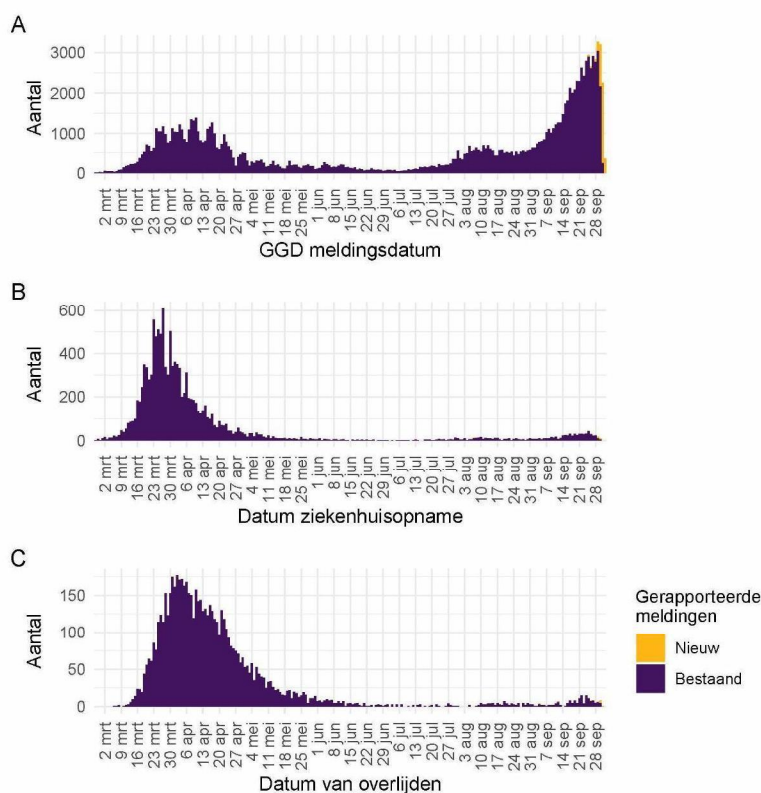 A
3000
2000
1000
0
Aantal
2 mrt
9 mrt
16 mrt
23 mrt
30 mrt
6 apr
13 apr
20 apr
27 apr
4 mei
11 mei
18 mei
25 mei
1 jun
8 jun
15 jun
22 jun
29 jun
6 jul
13 jul
20 jul
27 jul
3 aug
10 aug
17 aug
24 aug
31 aug
7 sep
14 sep
21 sep
28 sep
GGD meldingsdatum
B
600
400
200
0
Aantal
2 mrt
9 mrt
16 mrt
23 mrt
30 mrt
6 apr
13 apr
20 apr
27 apr
4 mei
11 mei
18 mei
25 mei
1 jun
8 jun
15 jun
22 jun
29 jun
6 jul
13 jul
20 jul
27 jul
3 aug
10 aug
17 aug
24 aug
31 aug
7 sep
14 sep
21 sep
28 sep
Datum ziekenhuisopname
C
150
100
50
0
Aantal
2 mrt
9 mrt
16 mrt
23 mrt
30 mrt
6 apr
13 apr
20 apr
27 apr
4 mei
11 mei
18 mei
25 mei
1 jun
8 jun
15 jun
22 jun
29 jun
6 jul
13 jul
20 jul
27 jul
3 aug
10 aug
17 aug
24 aug
31 aug
7 sep
14 sep
21 sep
28 sep
Datum van overlijden
Gerapporteerde
meldingen
Nieuw
Bestaand